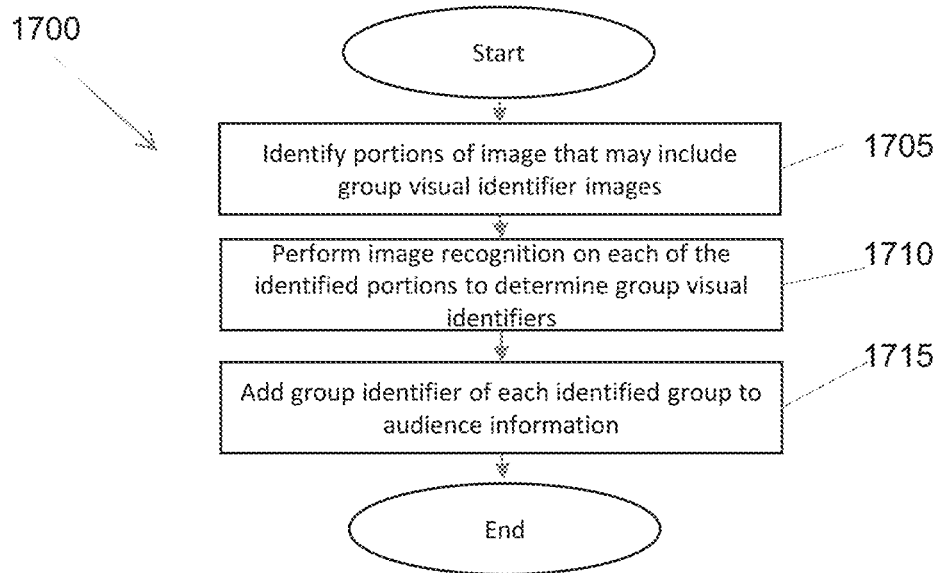 1700
Start
Identify portions of image that may include
group visual identifier images
1705
Perform image recognition on each of the
identified portions to determine group visual
identifiers
1710
Add group identifier of each identified group to
audience information
1715
End